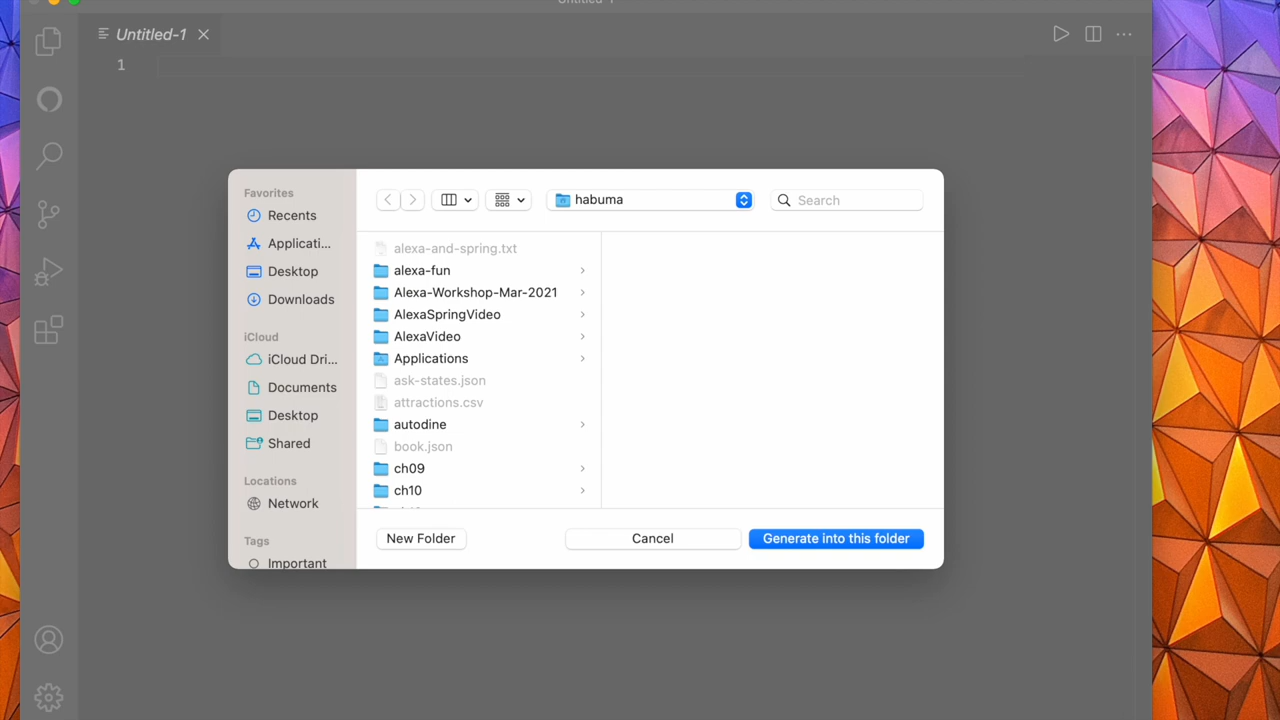 Untitled-1
Untitled-1
1
Favorites
Recents
Applicati...
Desktop
Downloads
iCloud
iCloud Dri...
Documents
Desktop
Shared
Locations
Network
Tags
Important
habuma
Search
alexa-and-spring.txt
alexa-fun
Alexa-Workshop-Mar-2021
AlexaSpringVideo
AlexaVideo
Applications
ask-states.json
attractions.csv
autodine
book.json
ch09
ch10
New Folder
Cancel
Generate into this folder